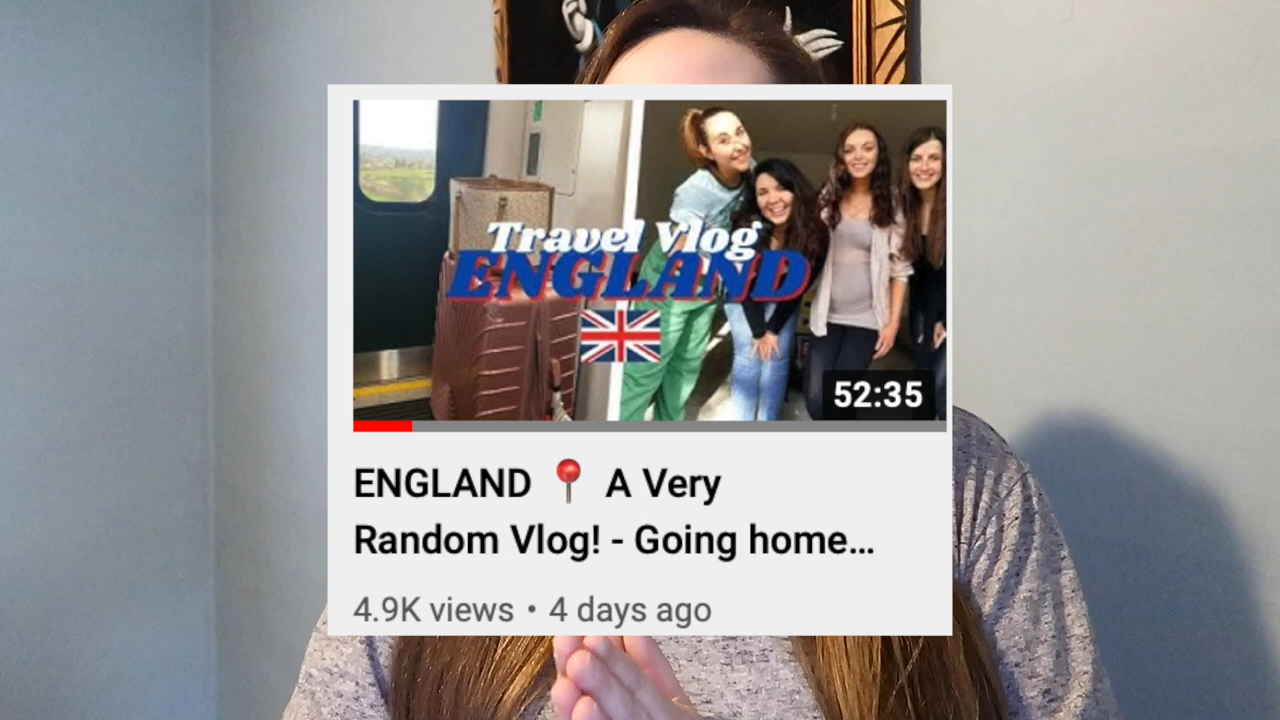 Travel Vlog
ENGLAND
52:35
ENGLAND 📍 A Very
Random Vlog! - Going home...
4.9K views • 4 days ago